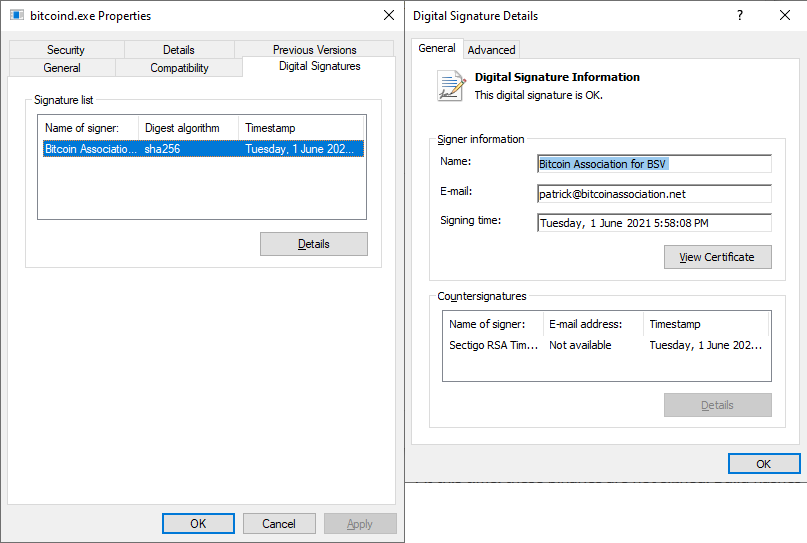 bitcoind.exe Properties
Security Details Previous Versions
General Compatibility Digital Signatures
Signature list
Name of signer: Digest algorithm Timestamp
Bitcoin Associatio... sha256 Tuesday, 1 June 202...
Details
OK Cancel Apply
Digital Signature Details ?
General Advanced
Digital Signature Information
This digital signature is OK.
Signer information
Name: Bitcoin Association for BSV
E-mail: patrick@bitcoinassociation.net
Signing time: Tuesday, 1 June 2021 5:58:08 PM
View Certificate
Countersignatures
Name of signer: E-mail address: Timestamp
Sectigo RSA Tim... Not available Tuesday, 1 June 202...
Details
OK